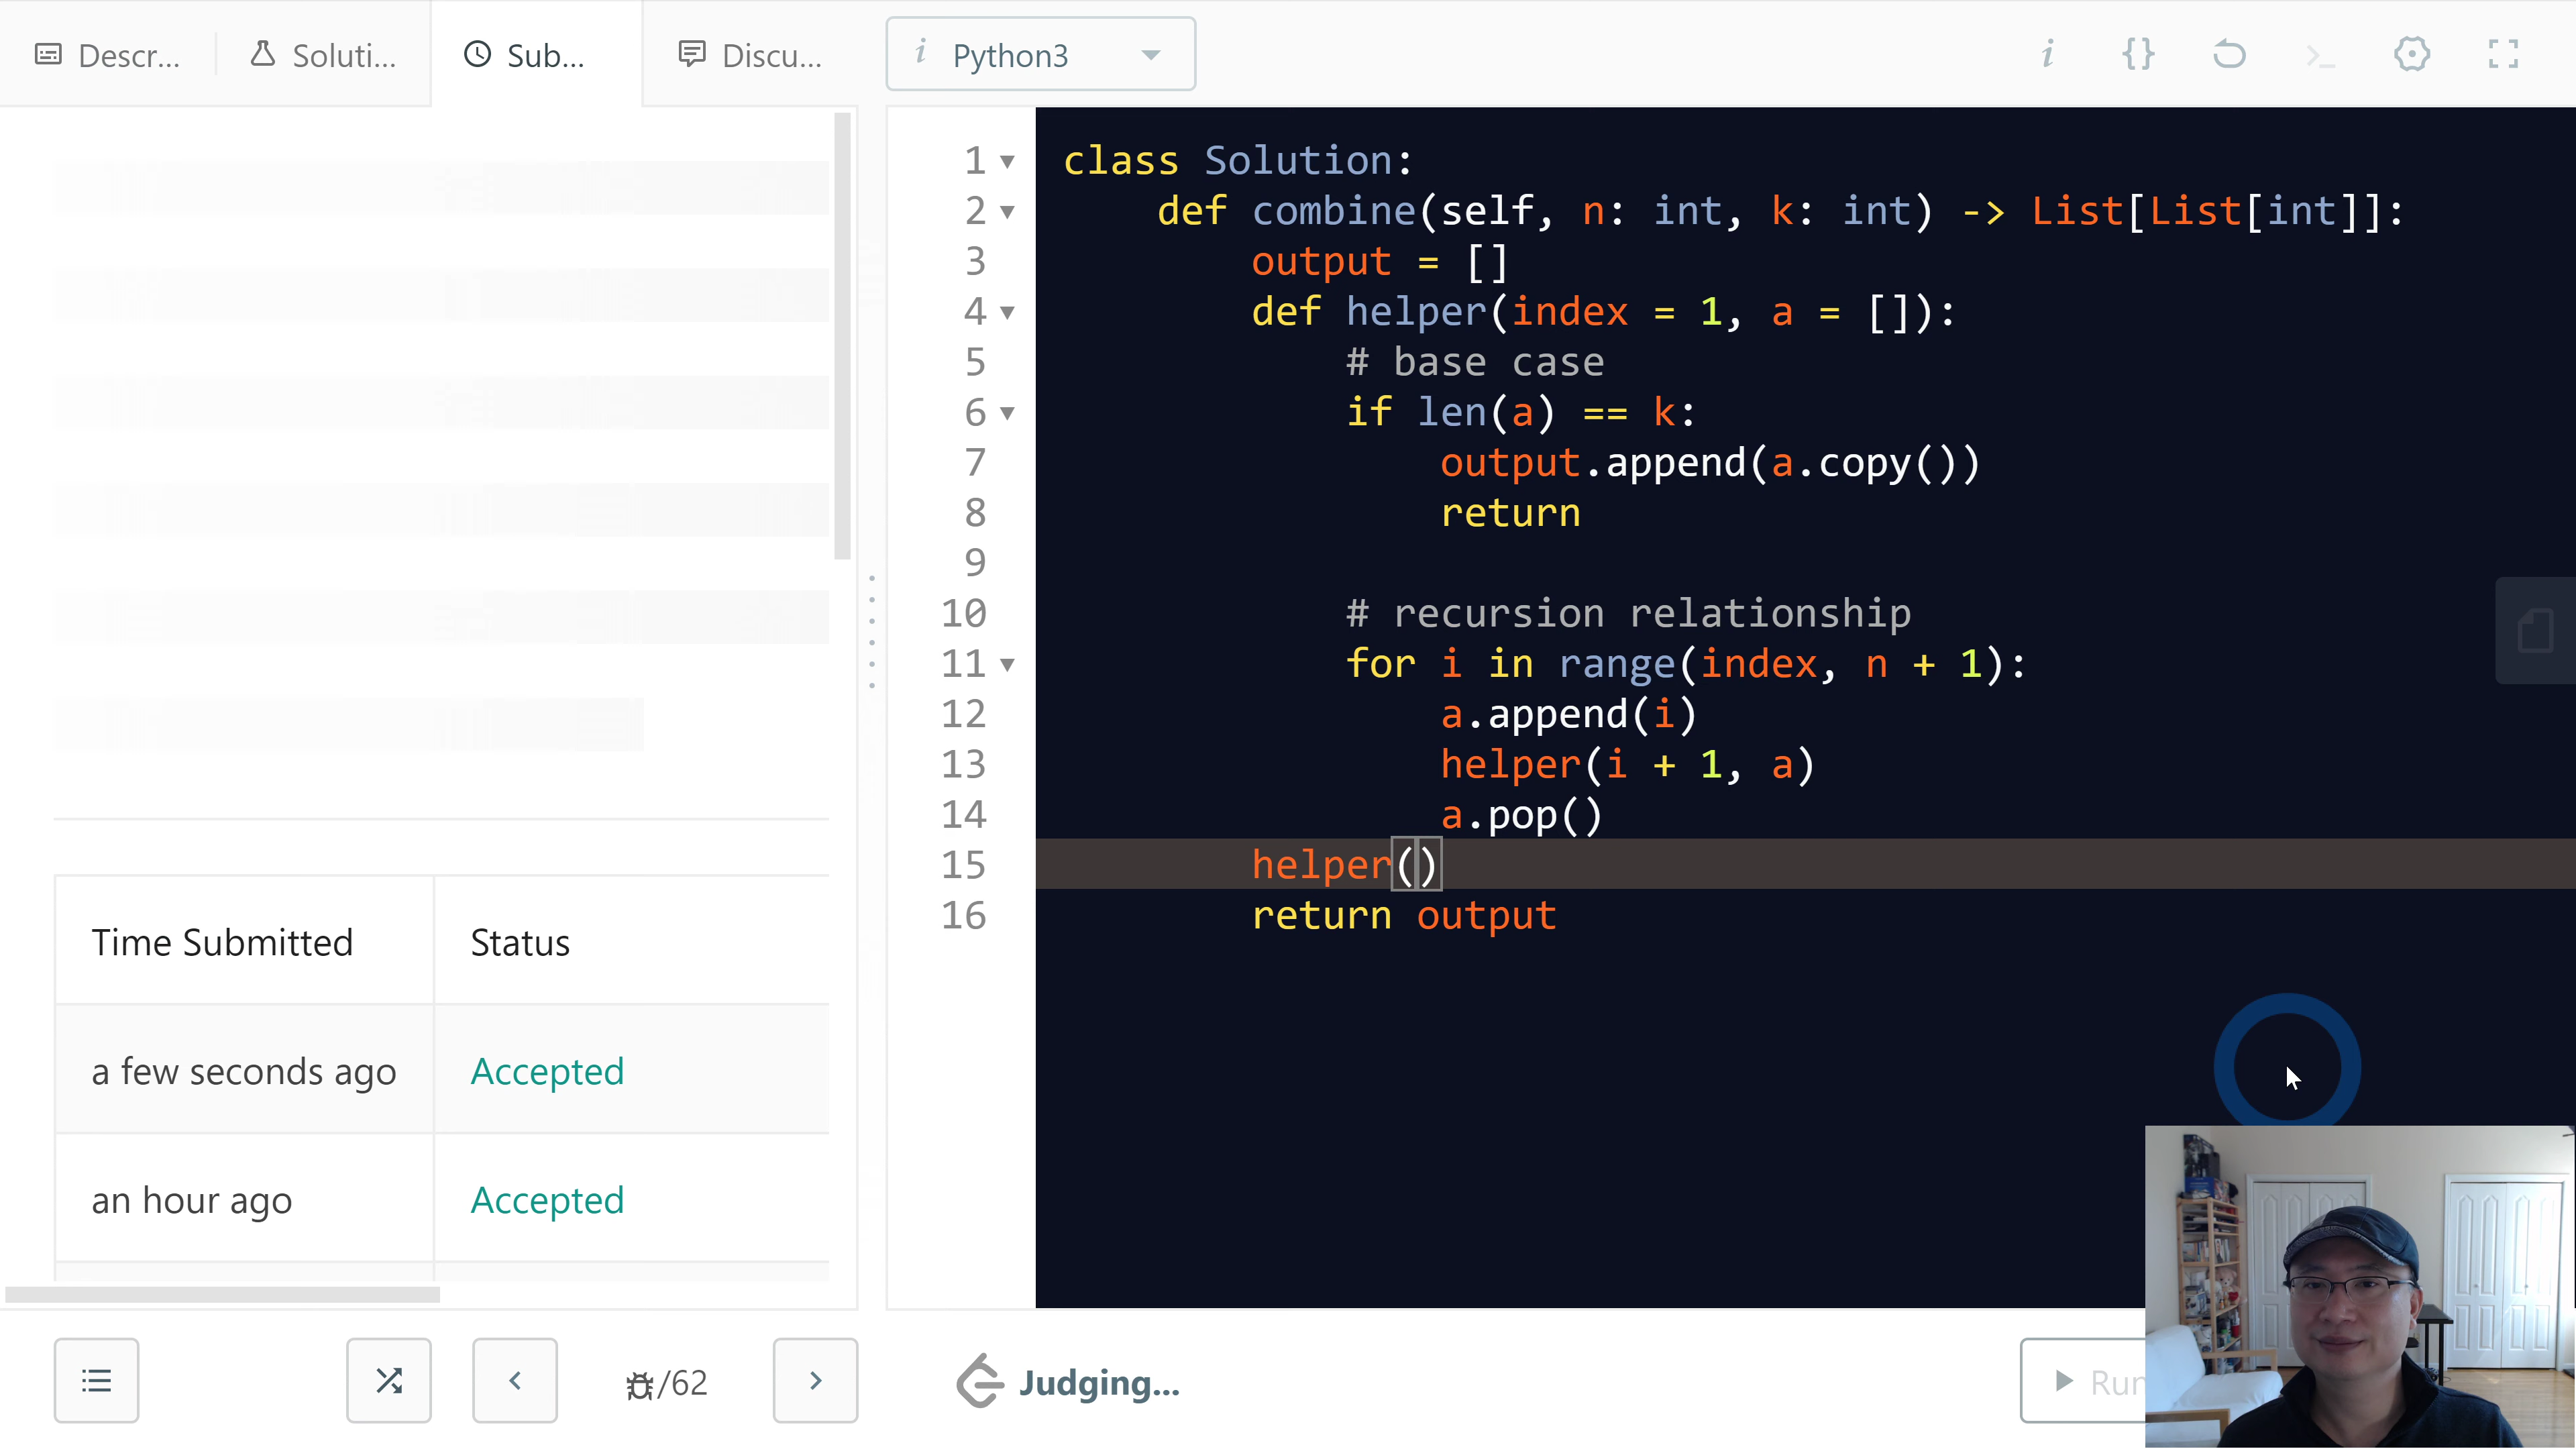 Descr...
Soluti...
Sub...
Discu...
i Python3
i {} >_
1 class Solution:
2 def combine(self, n: int, k: int) -> List[List[int]]:
3 output = []
4 def helper(index = 1, a = []):
5 # base case
6 if len(a) == k:
7 output.append(a.copy())
8 return
9
10 # recursion relationship
11 for i in range(index, n + 1):
12 a.append(i)
13 helper(i + 1, a)
14 a.pop()
15 helper()
16 return output
Time Submitted Status
a few seconds ago Accepted
an hour ago Accepted
/62
Judging...
Run